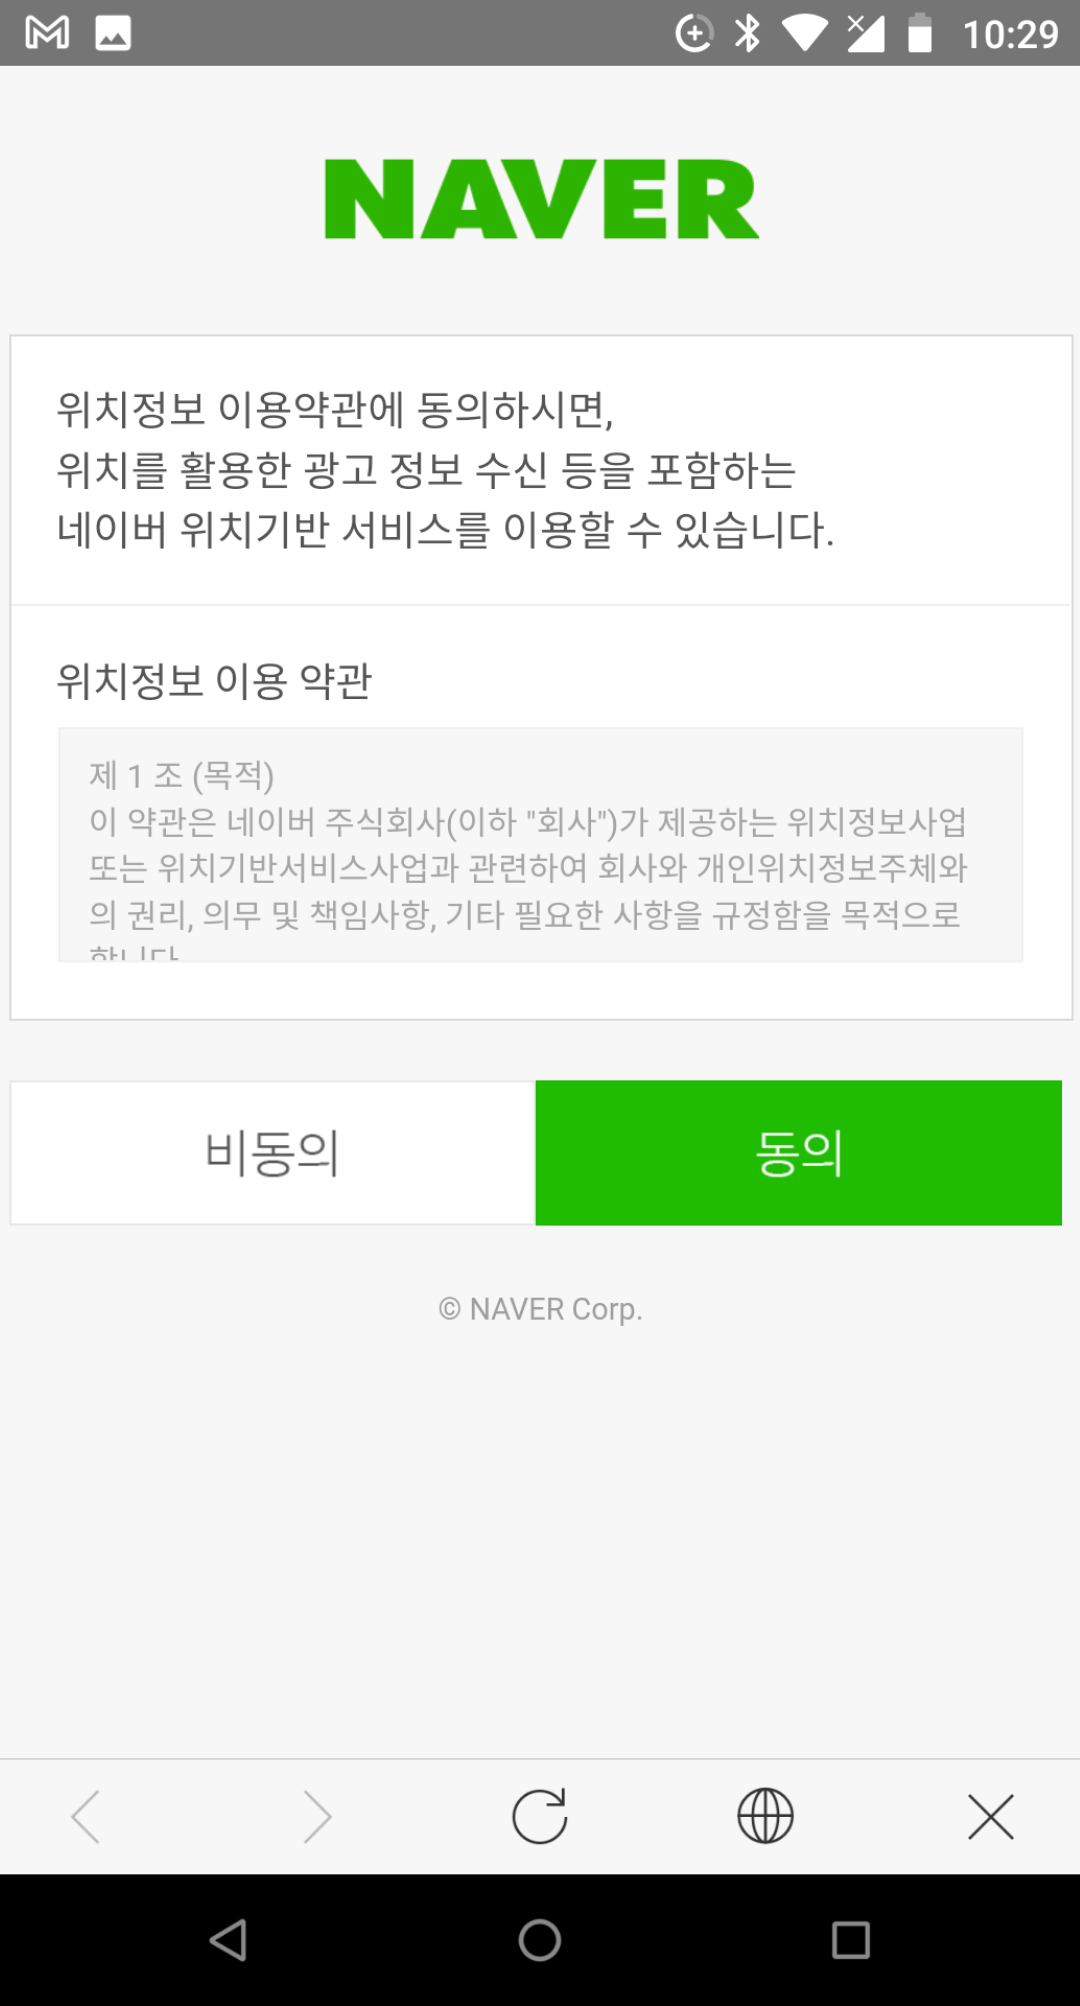 10:29
NAVER
위치정보 이용약관에 동의하시면,
위치를 활용한 광고 정보 수신 등을 포함하는
네이버 위치기반 서비스를 이용할 수 있습니다.
위치정보 이용 약관
제 1 조 (목적)
이 약관은 네이버 주식회사(이하 "회사")가 제공하는 위치정보사업
또는 위치기반서비스사업과 관련하여 회사와 개인위치정보주체와
의 권리, 의무 및 책임사항, 기타 필요한 사항을 규정함을 목적으로
비동의
동의
© NAVER Corp.